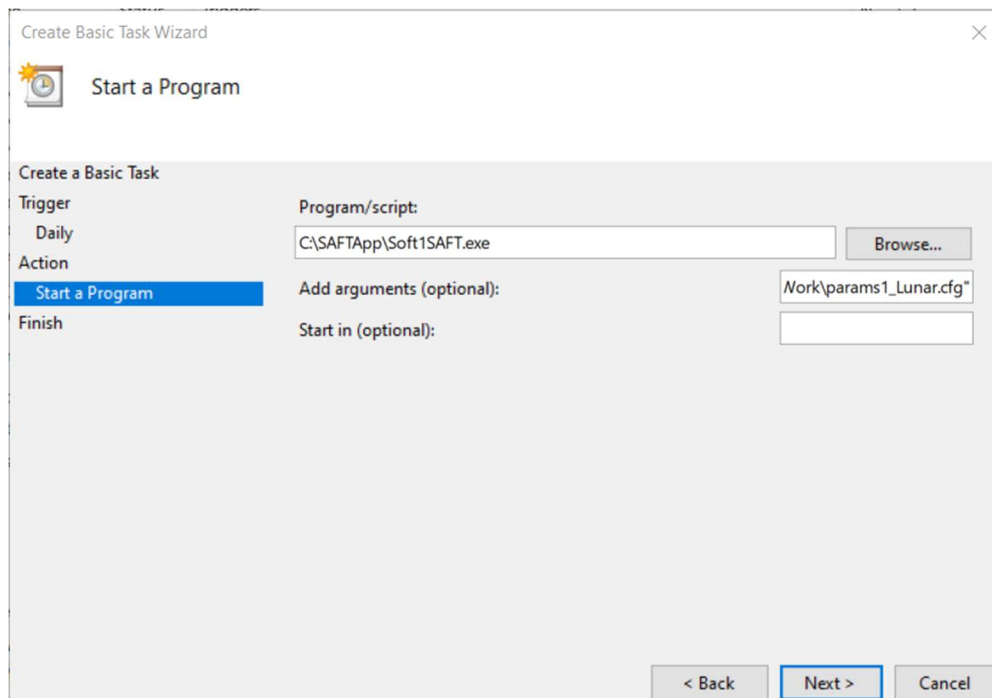 Create Basic Task Wizard
Start a Program
Create a Basic Task
Trigger
Daily
Action
Start a Program
Finish
Program/script:
C:\SAFTApp\Soft1SAFT.exe
Browse...
Add arguments (optional):
Work\params1_Lunar.cfg"
Start in (optional):
< Back
Next >
Cancel